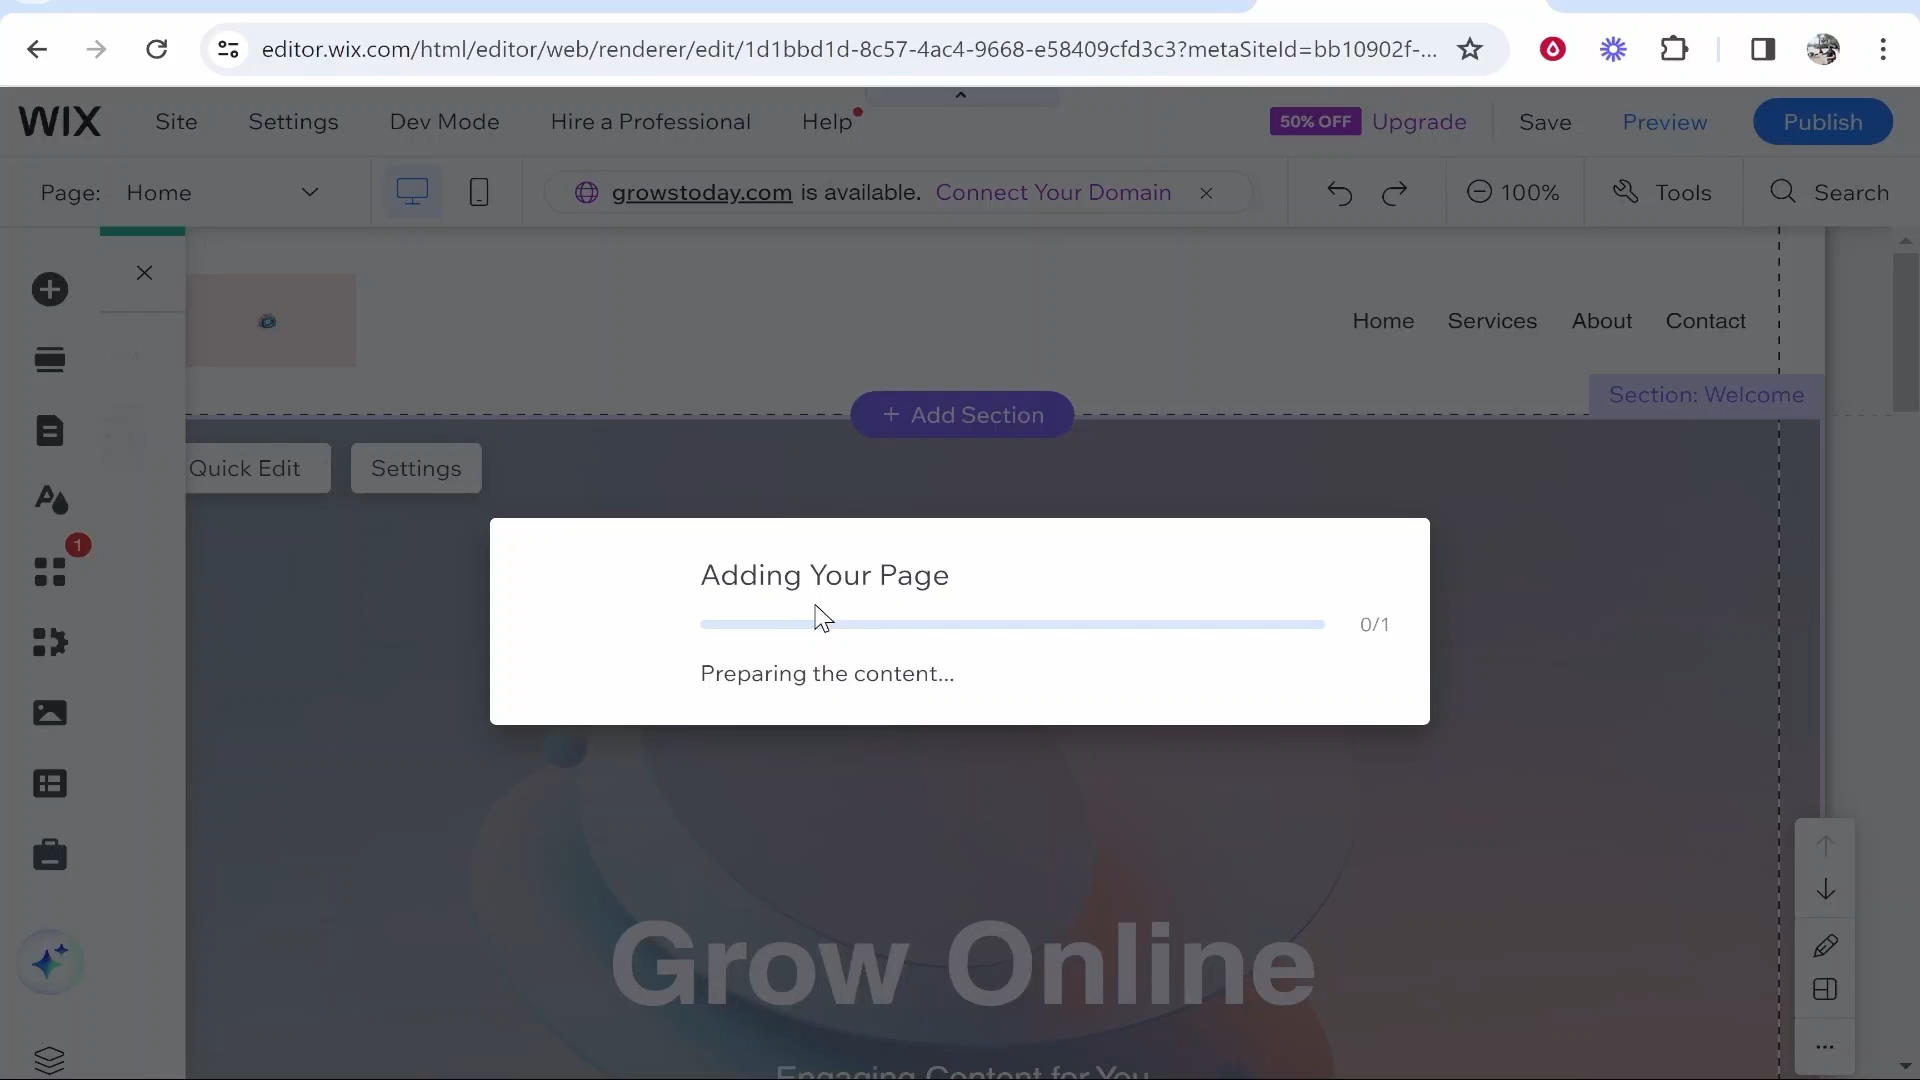 editor.wix.com/html/editor/web/renderer/edit/1d1bbd1d-8c57-4ac4-9668-e58409cfd3c3?metaSiteId=bb10902f-...
WIX Site Settings Dev Mode Hire a Professional Help 50% OFF Upgrade Save Preview Publish
Page: Home growstoday.com is available. Connect Your Domain 100% Tools Search
Home Services About Contact
Section: Welcome
+ Add Section
Quick Edit Settings
1
Adding Your Page
0/1
Preparing the content...
Grow Online
Engaging Content for You